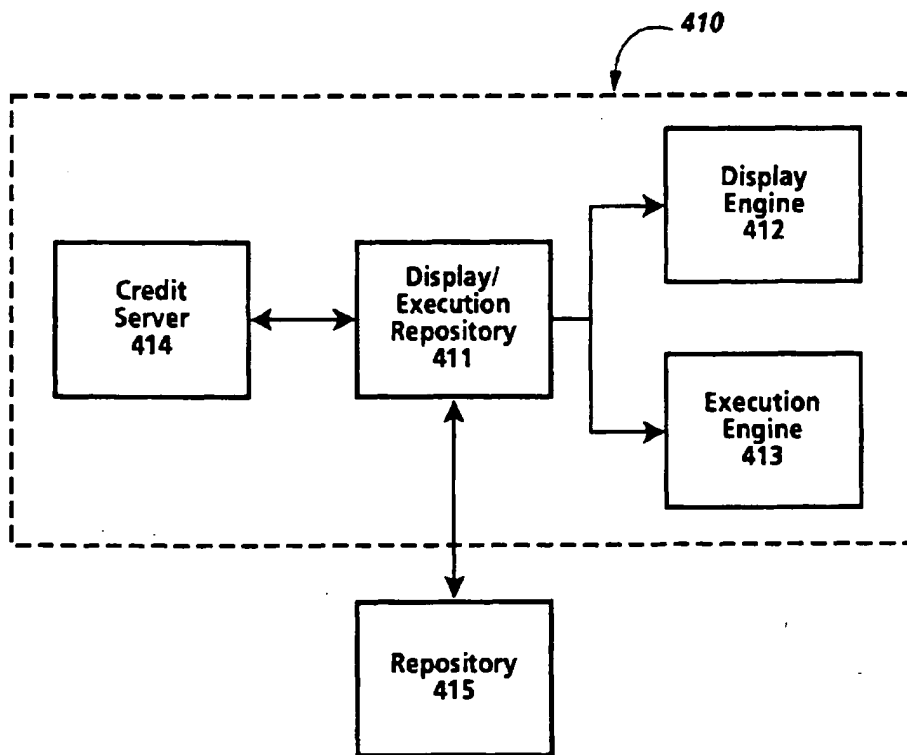 410
Display
Engine
412
Credit
Server
414
Display/
Execution
Repository
411
Execution
Engine
413
Repository
415